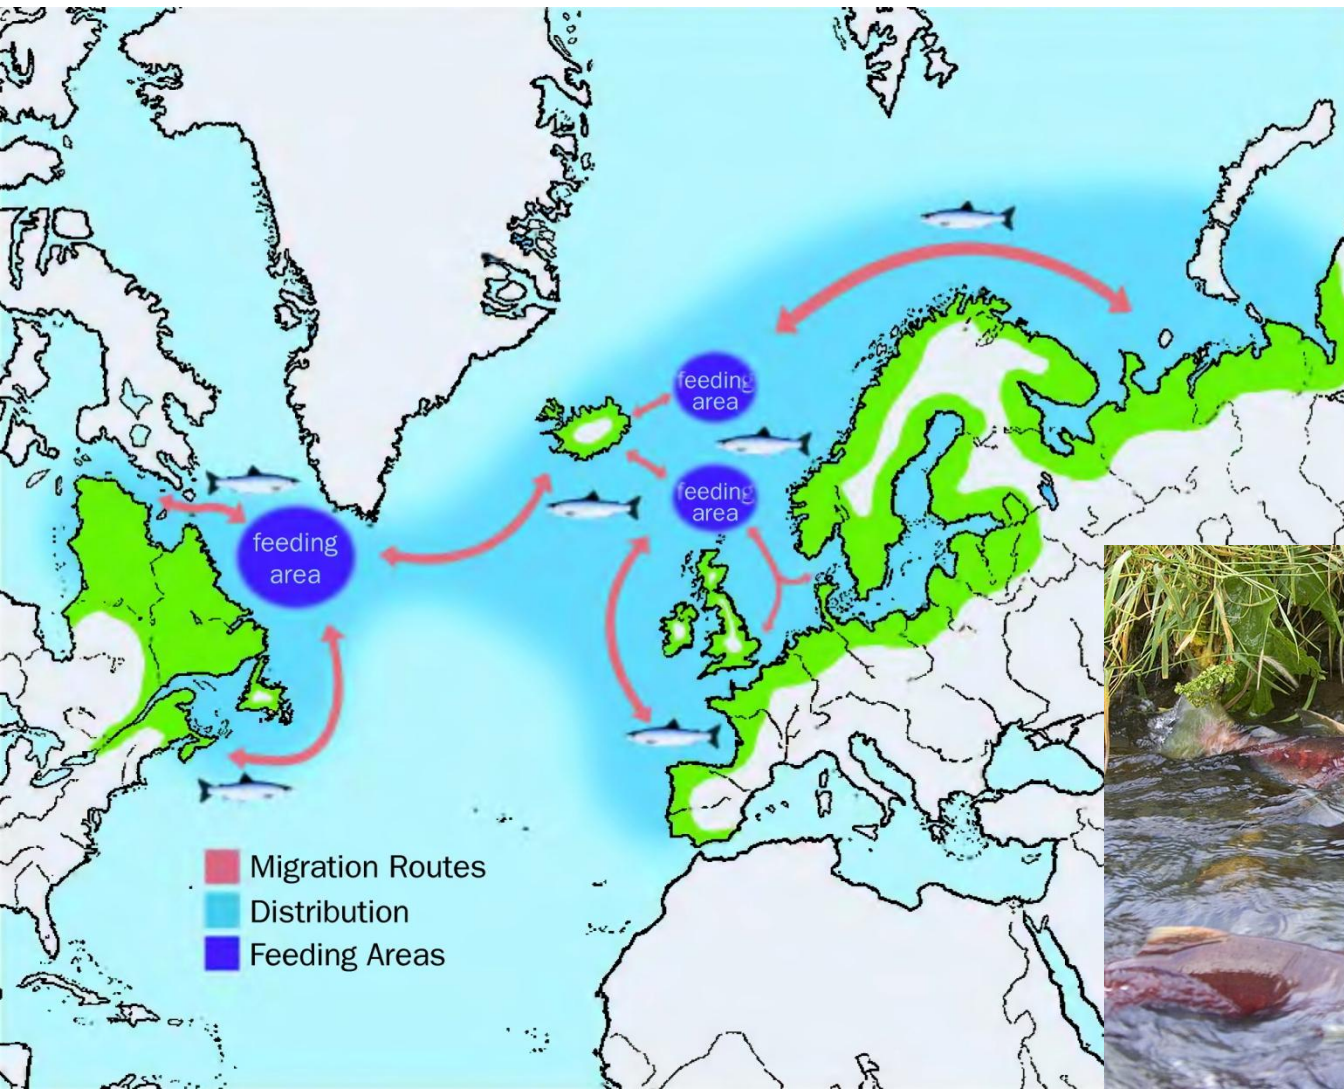 feeding
area
feeding
area
feeding
area
Migration Routes
Distribution
Feeding Areas